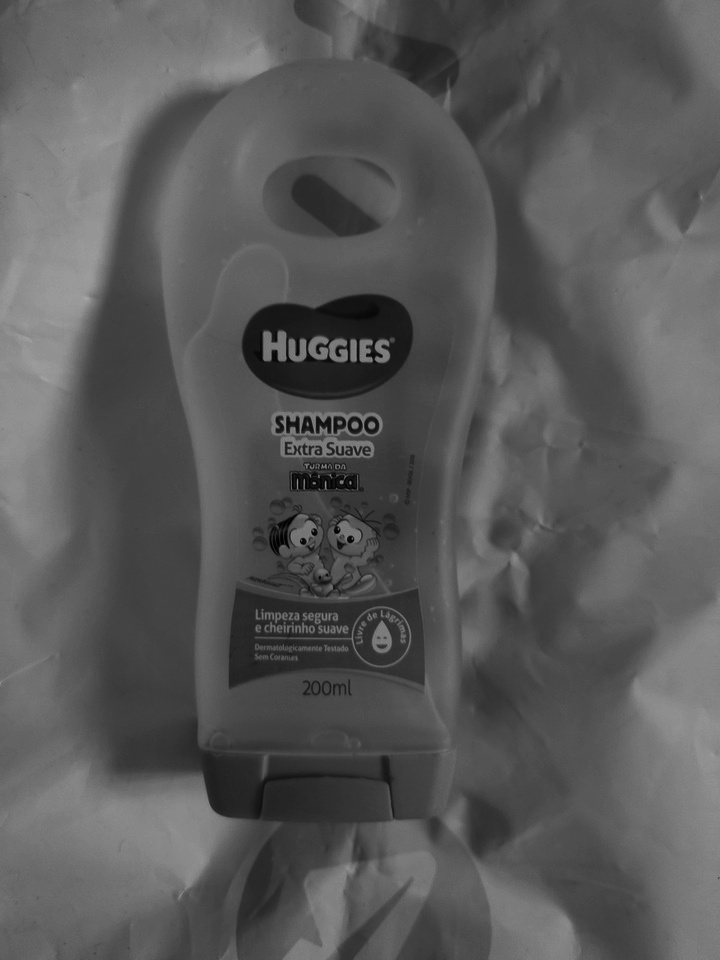 HUGGIES
SHAMPOO
Extra Suave
TURMA DA
Mônica
Limpeza segura
e cheirinho suave
Dermatologicamente Testado
Sem Corantes
Livre de Lágrimas
200ml